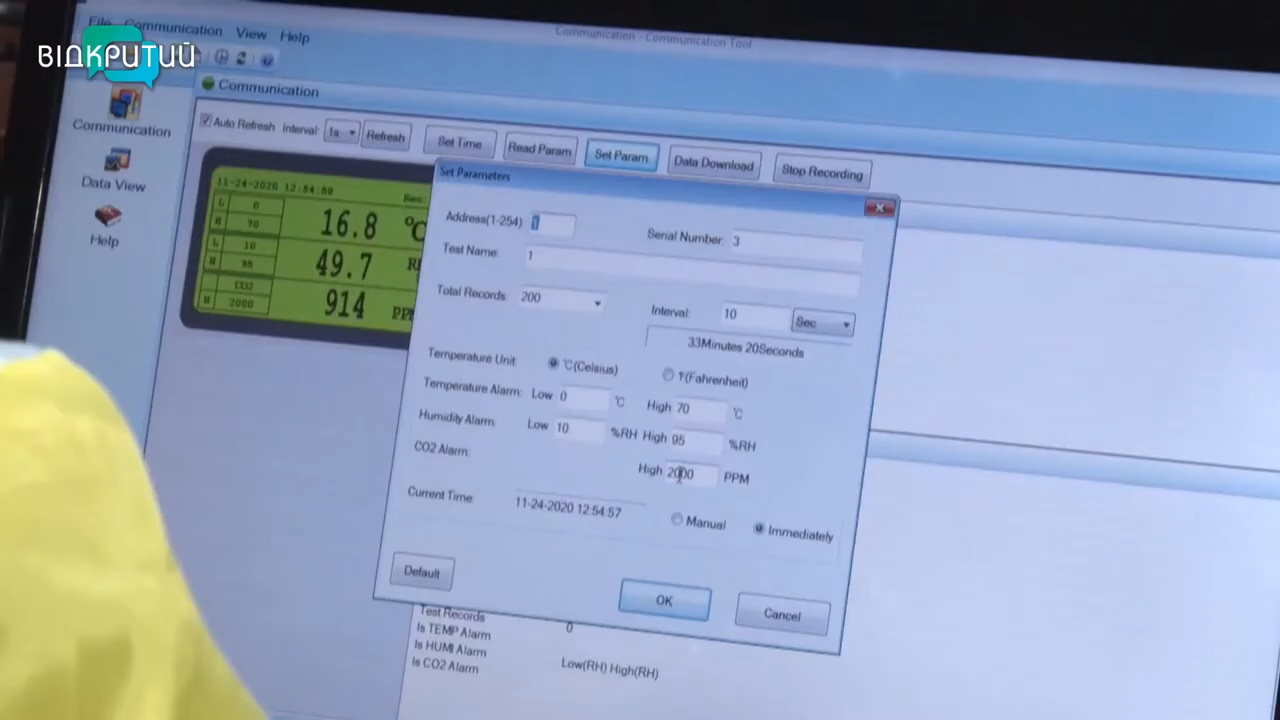 File Communication View Help
Communication - Communication Tool
ВІДКРИТИЙ
Communication
Communication
Data View
Help
Auto Refresh Interval: 1s Refresh Set Time Read Param Set Param Data Download Stop Recording
11-24-2020 12:54:58 Rec:
L 0
H 70
16.8 °C
L 10
H 95
49.7 RH
CO2
H 2000
914 PPM
Set Parameters
Address(1-254) 1 Serial Number: 3
Test Name: 1
Total Records: 200 Interval: 10 Sec
33Minutes 20Seconds
Temperature Unit: °C(Celsius) °F(Fahrenheit)
Temperature Alarm: Low 0 °C High 70 °C
Humidity Alarm: Low 10 %RH High 95 %RH
CO2 Alarm: High 2000 PPM
Current Time: 11-24-2020 12:54:57 Manual Immediately
Default OK Cancel
Test Records 0
Is TEMP Alarm
Is HUMI Alarm Low(RH) High(RH)
Is CO2 Alarm